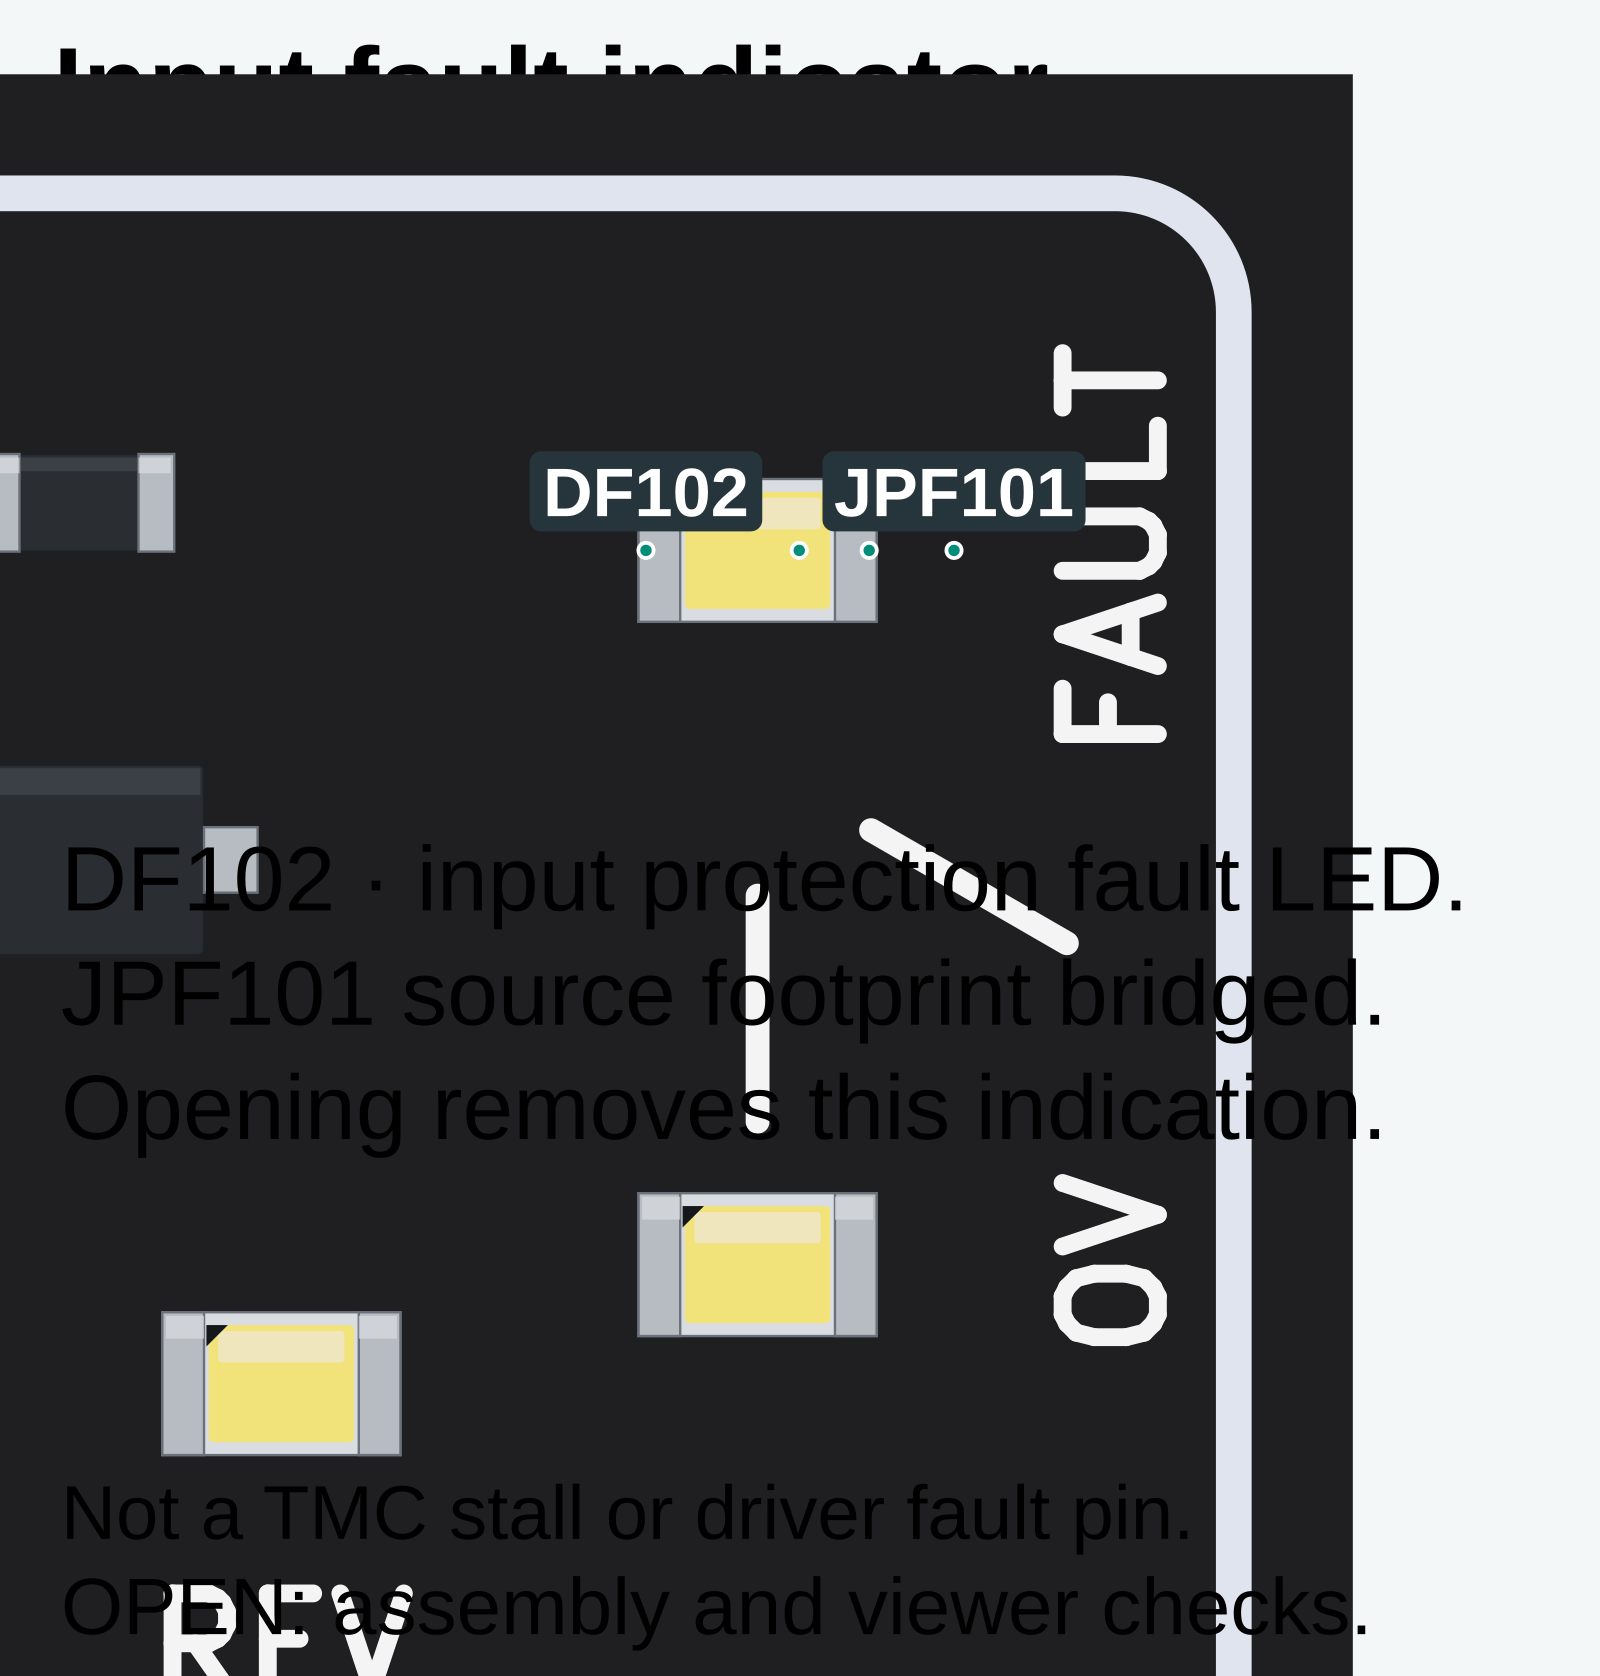 Input fault indicator
FAULT
DF102
JPF101
DF102 · input protection fault LED.
JPF101 source footprint bridged.
Opening removes this indication.
OV
Not a TMC stall or driver fault pin.
OPEN: assembly and viewer checks.